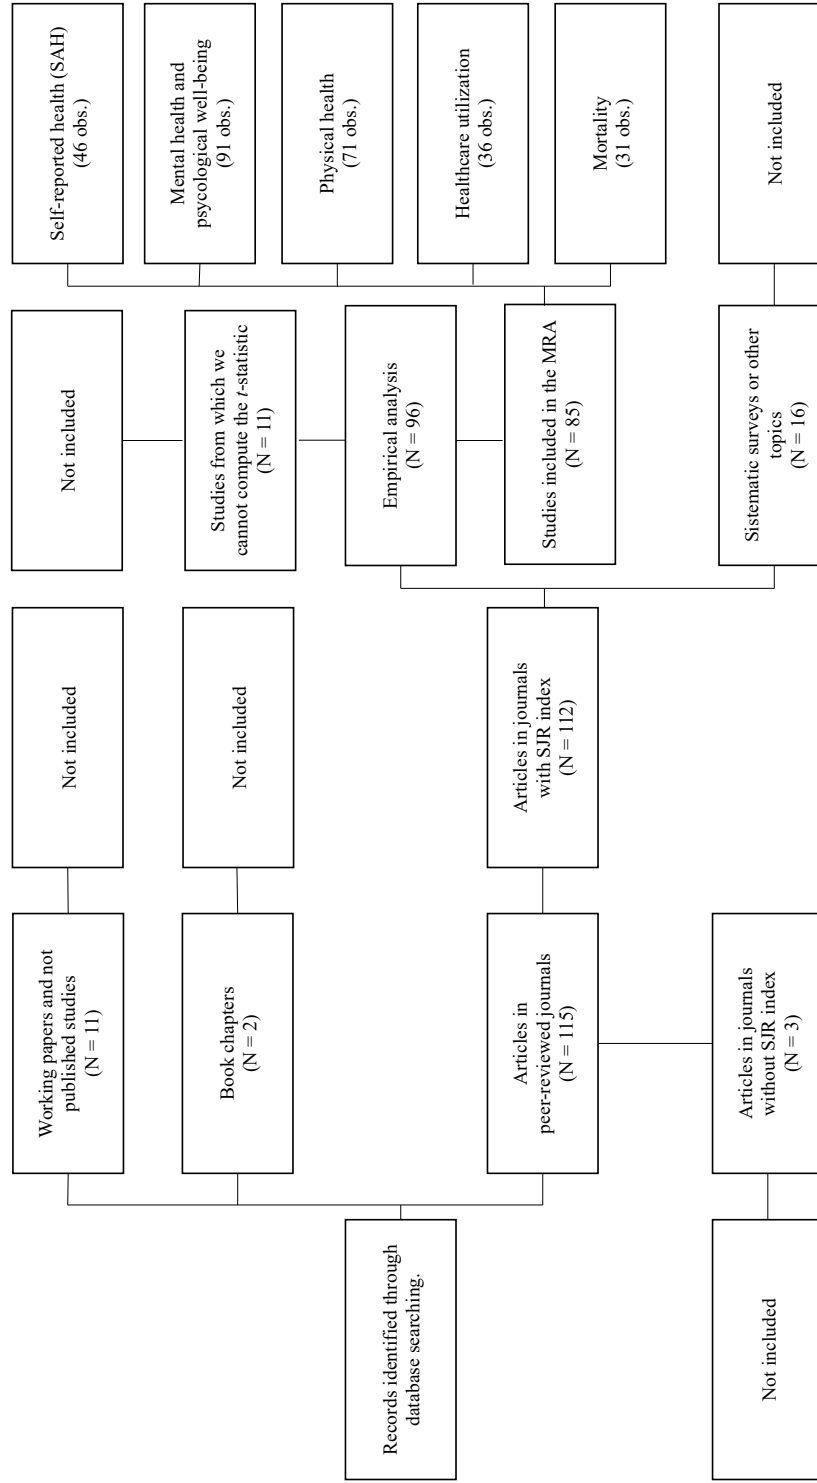 Records identified through
database searching.
Working papers and not
published studies
(N = 11)
Not included
Book chapters
(N = 2)
Not included
Articles in
peer-reviewed journals
(N = 115)
Articles in journals
without SJR index
(N = 3)
Not included
Articles in journals
with SJR index
(N = 112)
Empirical analysis
(N = 96)
Studies from which we
cannot compute the t-statistic
(N = 11)
Not included
Studies included in the MRA
(N = 85)
Sistematic surveys or other
topics
(N = 16)
Not included
Self-reported health (SAH)
(46 obs.)
Mental health and
psycological well-being
(91 obs.)
Physical health
(71 obs.)
Healthcare utilization
(36 obs.)
Mortality
(31 obs.)